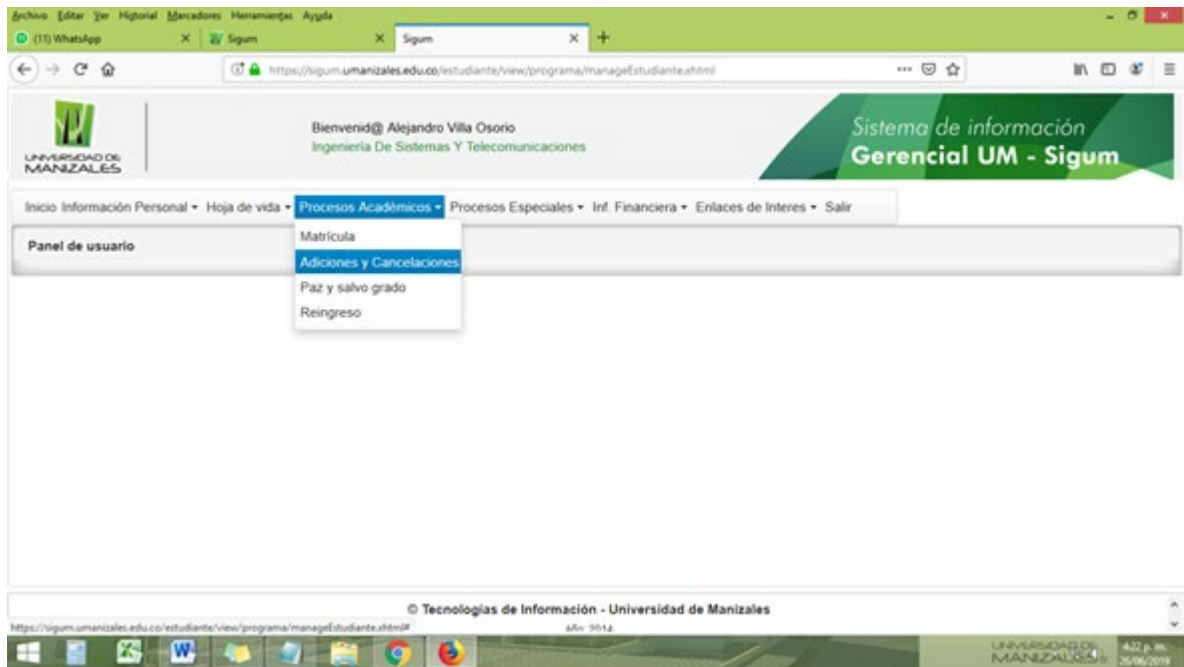 Archivo Editar Ver Historial Marcadores Herramientas Ayuda
(11) WhatsApp
Sigum
Sigum
https://sigum.umanizales.edu.co/estudiante/view/programa/manageEstudiante.xhtml
UNIVERSIDAD DE
MANIZALES
Bienvenid@ Alejandro Villa Osorio
Ingeniería De Sistemas Y Telecomunicaciones
Sistema de información
Gerencial UM - Sigum
Inicio Información Personal Hoja de vida Procesos Académicos Procesos Especiales Inf. Financiera Enlaces de Interes Salir
Panel de usuario
Matrícula
Adiciones y Cancelaciones
Paz y salvo grado
Reingreso
© Tecnologías de Información - Universidad de Manizales
Año 2014
https://sigum.umanizales.edu.co/estudiante/view/programa/manageEstudiante.xhtml#
UNIVERSIDAD DE
MANIZALES
4:22 p. m.
26/06/2019